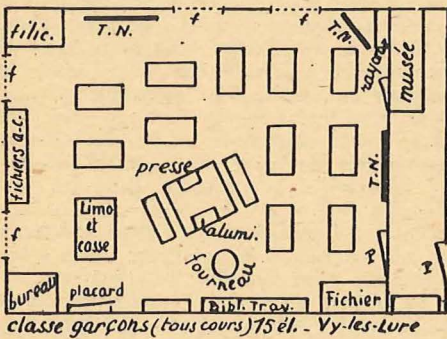 filic.
T.N.
f
f
T.N.
rayons
musée
f
fichiers a-c.
presse
T.N.
Limo
et
casse
alumi.
f
fourneau
P
P
bureau
placard
Bibl. Trav.
Fichier
classe garçons (tous cours) 15 él. - Vy-les-Lure